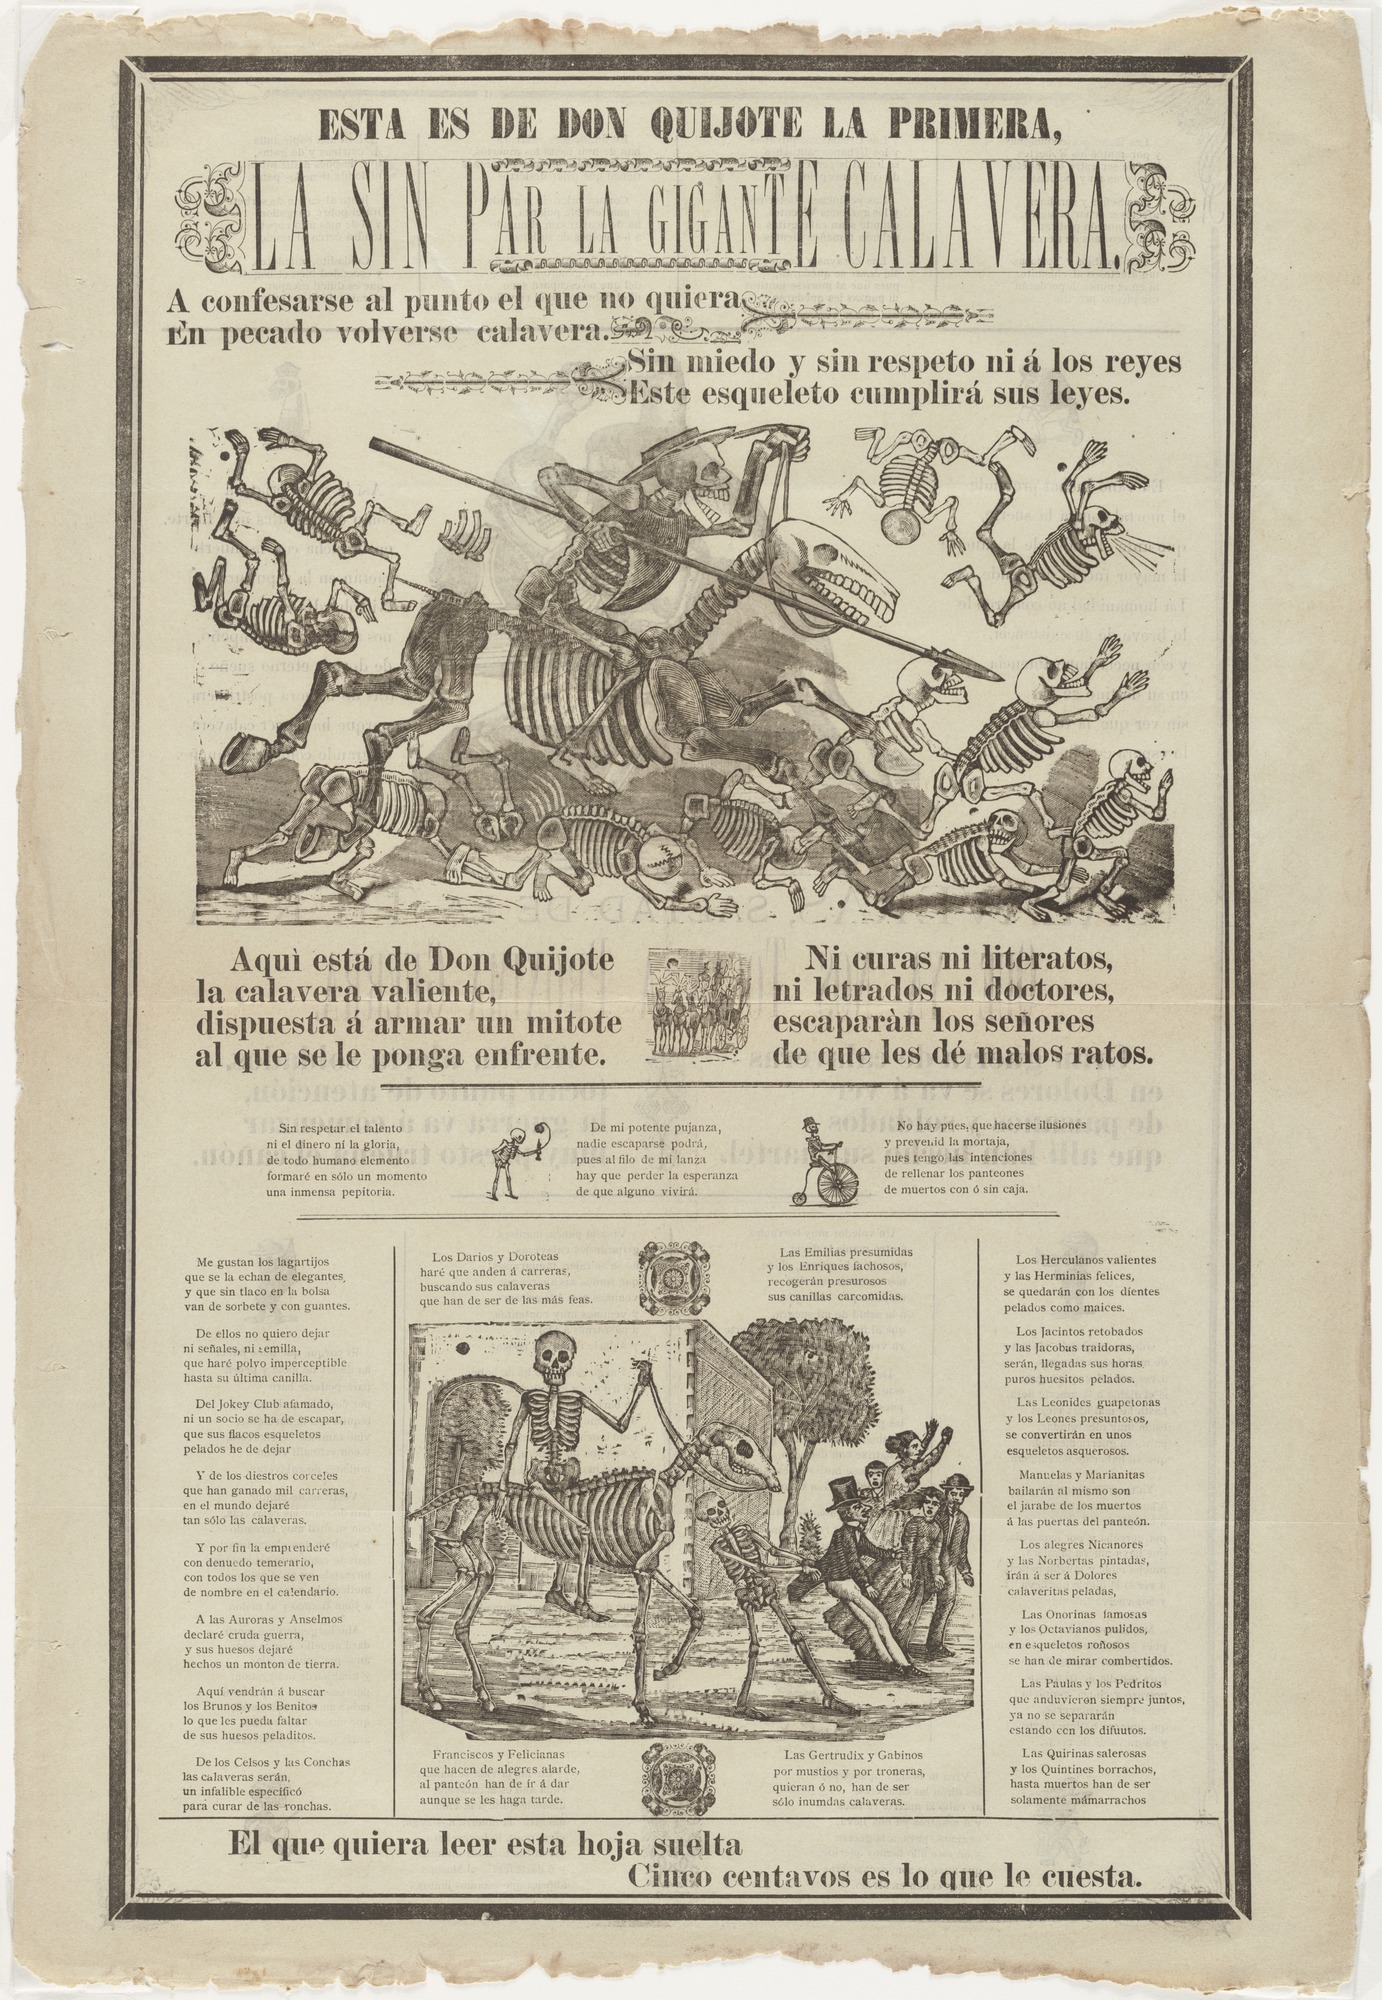 ESTA ES DE DON QUIJOTE LA PRIMERA,
LA SIN PAR LA GIGANTE CALAVERA.
A confesarse al punto el que no quiera
En pecado volverse calavera.
Sin miedo y sin respeto ni á los reyes
Este esqueleto cumplirá sus leyes.
Aquì está de Don Quijote
la calavera valiente,
dispuesta á armar un mitote
al que se le ponga enfrente.
Ni curas ni literatos,
ni letrados ni doctores,
escaparàn los señores
de que les dé malos ratos.
Sin respetar el talento
ni el dinero ní la gloria,
de todo humano elemento
formaré en sólo un momento
una inmensa pepitoria.
De mi potente pujanza,
nadie escaparse podrá,
pues al filo de mi lanza
hay que perder la esperanza
de que alguno vivirá.
No hay pues, que hacerse ilusiones
y prevenid la mortaja,
pues tengo las intenciones
de rellenar los panteones
de muertos con ó sin caja.
Me gustan los lagartijos
que se la echan de elegantes
y que sin tlaco en la bolsa
van de sorbete y con guantes.
De ellos no quiero dejar
ni señales, ni semilla,
que haré polvo imperceptible
hasta su última canilla.
Del Jokey Club afamado,
ni un socio se ha de escapar,
que sus flacos esqueletos
pelados he de dejar
Y de los diestros corceles
que han ganado mil carreras,
en el mundo dejaré
tan sólo las calaveras.
Y por fin la emprenderé
con denuedo temerario,
con todos los que se ven
de nombre en el calendario.
A las Auroras y Anselmos
declaré cruda guerra,
y sus huesos dejaré
hechos un monton de tierra.
Aquí vendrán á buscar
los Brunos y los Benitos
lo que les pueda faltar
de sus huesos peladitos.
De los Celsos y las Conchas
las calaveras serán,
un infalible especificó
para curar de las ronchas.
Los Darios y Doroteas
haré que anden á carreras,
buscando sus calaveras
que han de ser de las más feas.
Las Emilias presumidas
y los Enriques fachosos,
recogerán presurosos
sus canillas carcomidas.
Franciscos y Felicianas
que hacen de alegres alarde,
al panteón han de ir á dar
aunque se les haga tarde.
Las Gertrudix y Gabinos
por mustios y por troneras,
quieran ó no, han de ser
sólo inumdas calaveras.
Los Herculanos valientes
y las Herminias felices,
se quedarán con los dientes
pelados como maices.
Los Jacintos retobados
y las Jacobas traidoras,
serán, llegadas sus horas
puros huesitos pelados.
Las Leonides guapetonas
y los Leones presuntosos,
se convertirán en unos
esqueletos asquerosos.
Manuelas y Marianitas
bailarán al mismo son
el jarabe de los muertos
á las puertas del panteón.
Los alegres Nicanores
y las Norbertas pintadas,
irán á ser á Dolores
calaveritas peladas,
Las Onorinas famosas
y los Octavianos pulidos,
en esqueletos roñosos
se han de mirar combertidos.
Las Paulas y los Pedritos
que anduvieron siempre juntos,
ya no se separarán
estando con los difuutos.
Las Quirinas salerosas
y los Quintines borrachos,
hasta muertos han de ser
solamente mámarrachos
El que quiera leer esta hoja suelta
Cinco centavos es lo que le cuesta.